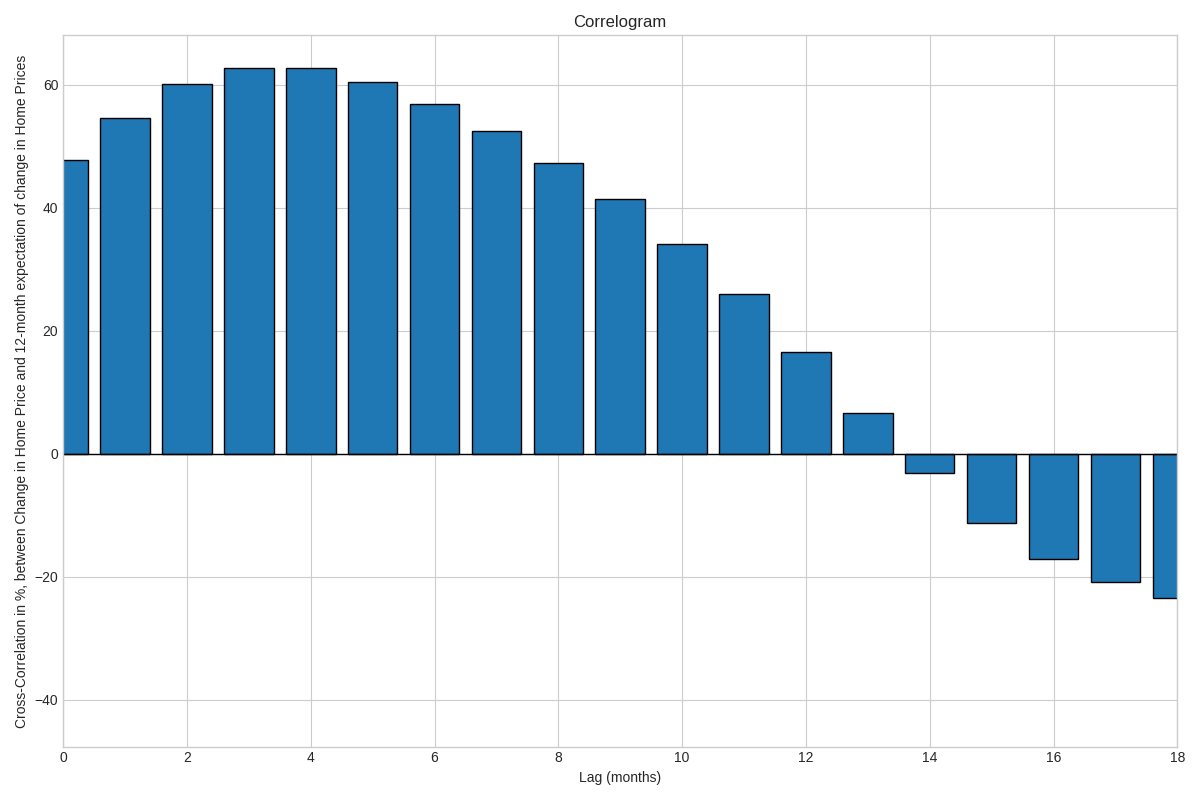 Correlogram
Cross-Correlation in %, between Change in Home Price and 12-month expectation of change in Home Prices
60
40
20
0
−20
−40
0 2 4 6 8 10 12 14 16 18
Lag (months)